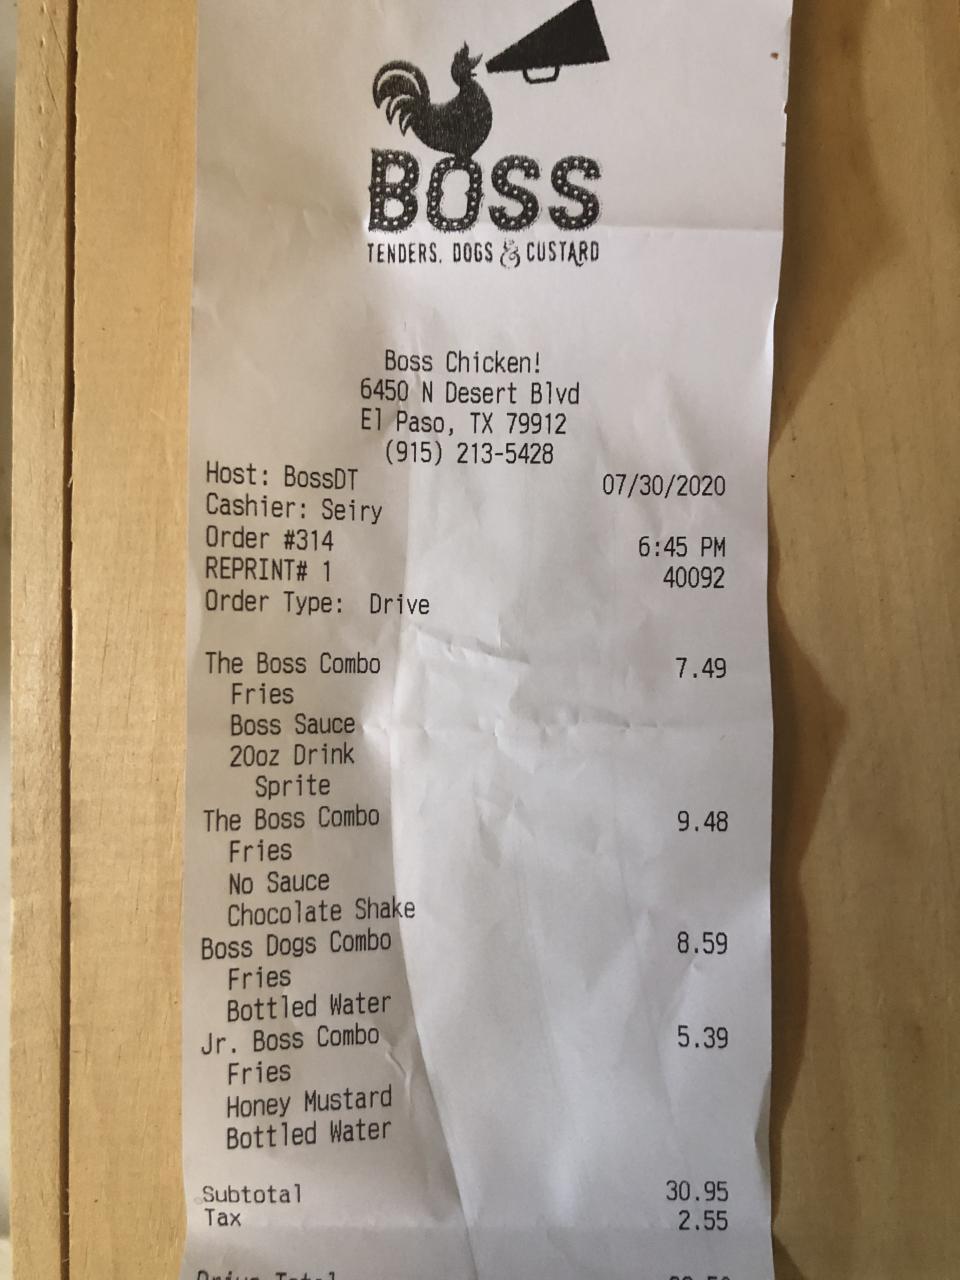 BOSS
TENDERS, DOGS & CUSTARD
Boss Chicken!
6450 N Desert Blvd
El Paso, TX 79912
(915) 213-5428
Host: BossDT 07/30/2020
Cashier: Seiry
Order #314 6:45 PM
REPRINT# 1 40092
Order Type: Drive
The Boss Combo 7.49
Fries
Boss Sauce
20oz Drink
Sprite
The Boss Combo 9.48
Fries
No Sauce
Chocolate Shake
Boss Dogs Combo 8.59
Fries
Bottled Water
Jr. Boss Combo 5.39
Fries
Honey Mustard
Bottled Water
Subtotal 30.95
Tax 2.55
Drive Total